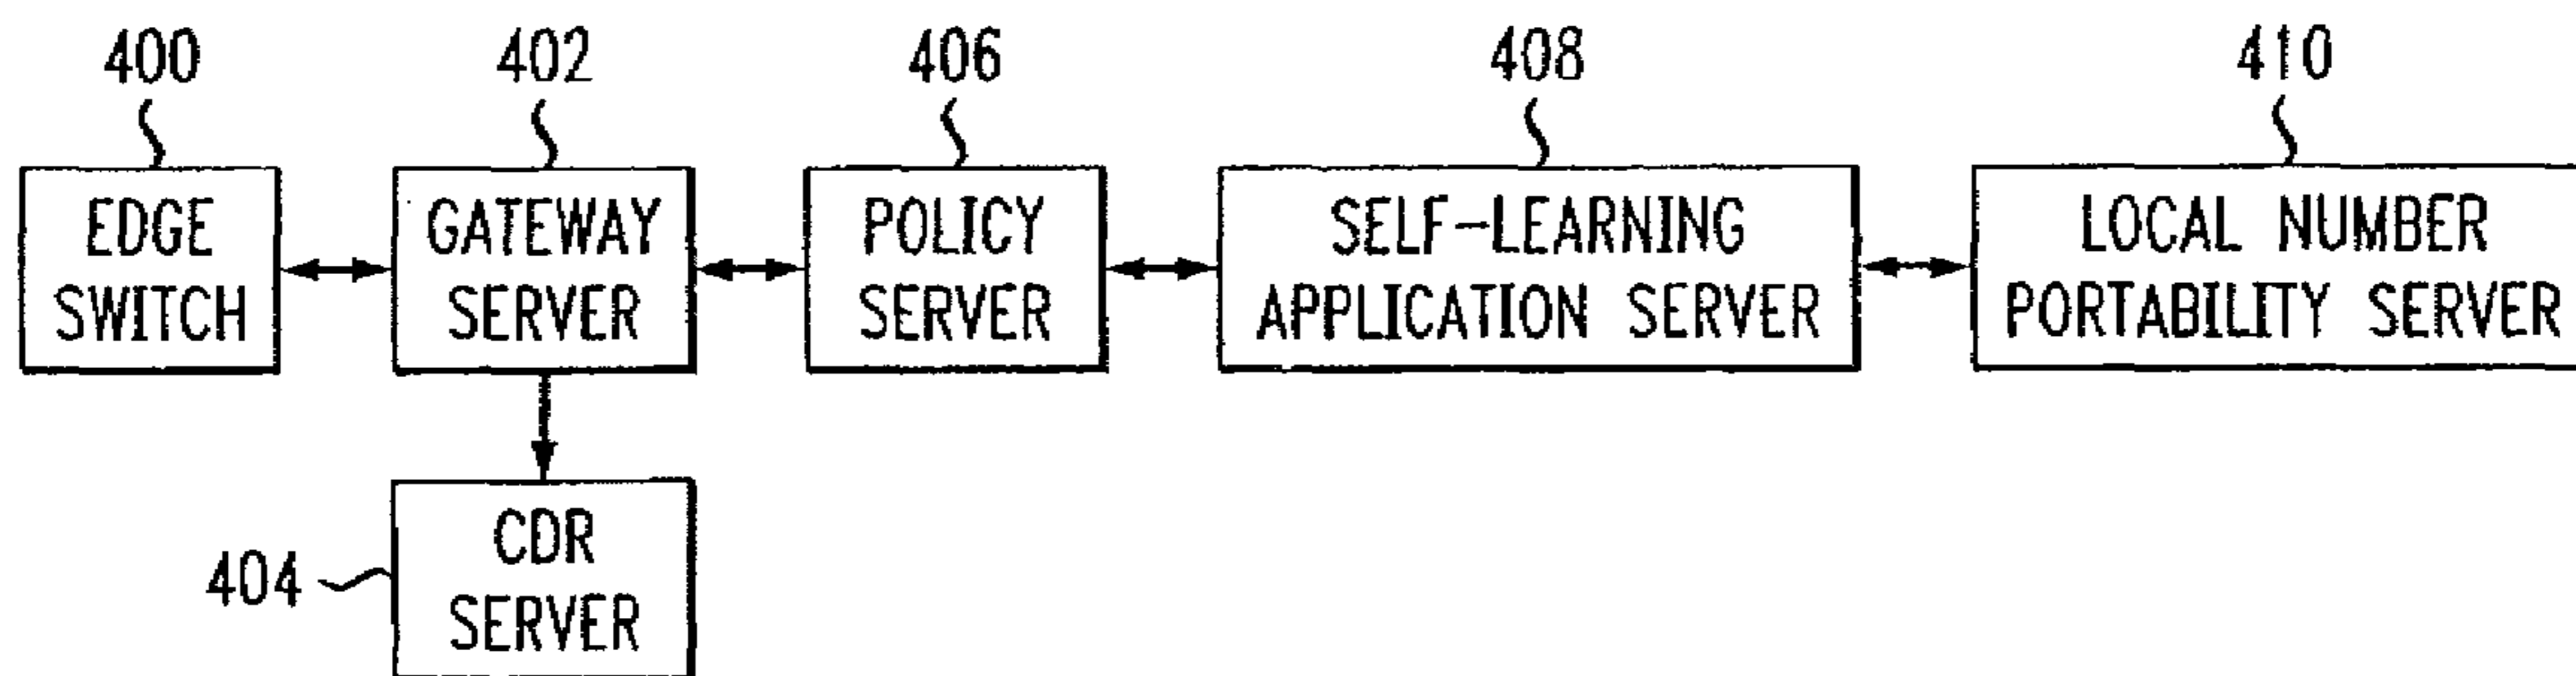 400
402
406
408
410
EDGE
SWITCH
GATEWAY
SERVER
POLICY
SERVER
SELF-LEARNING
APPLICATION SERVER
LOCAL NUMBER
PORTABILITY SERVER
404
CDR
SERVER